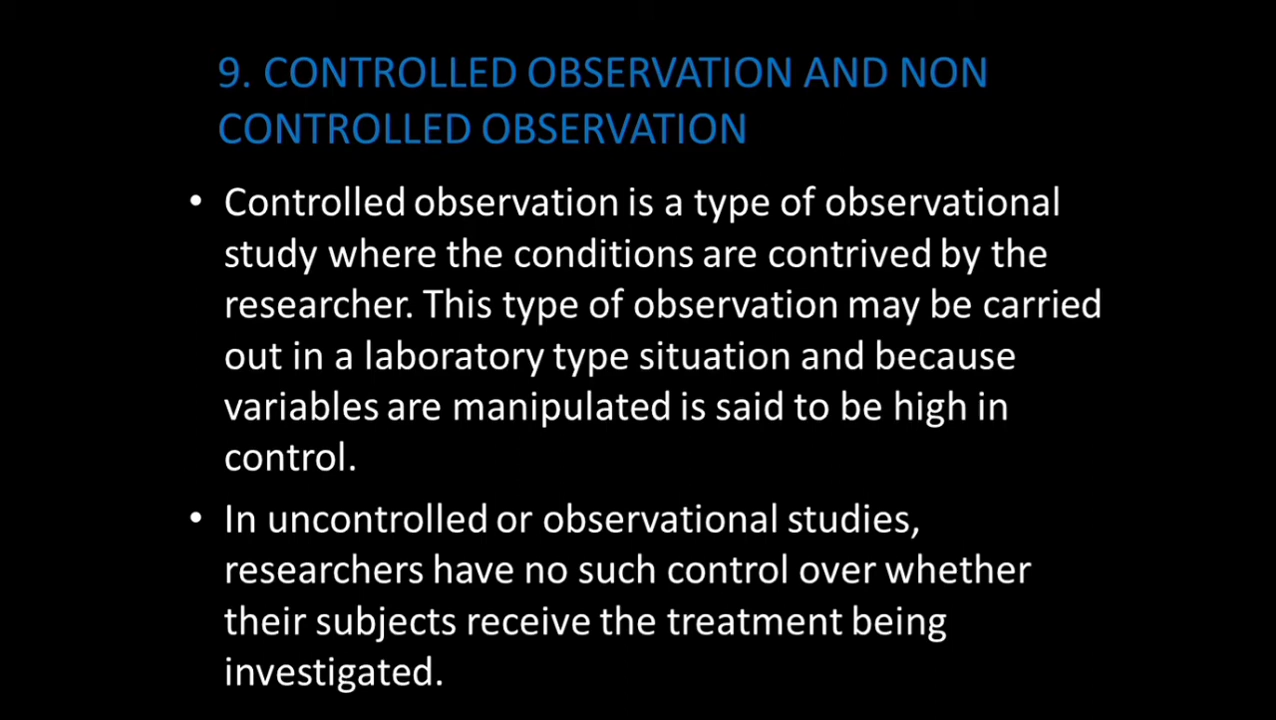 9. CONTROLLED OBSERVATION AND NON
CONTROLLED OBSERVATION
• Controlled observation is a type of observational
study where the conditions are contrived by the
researcher. This type of observation may be carried
out in a laboratory type situation and because
variables are manipulated is said to be high in
control.
• In uncontrolled or observational studies,
researchers have no such control over whether
their subjects receive the treatment being
investigated.